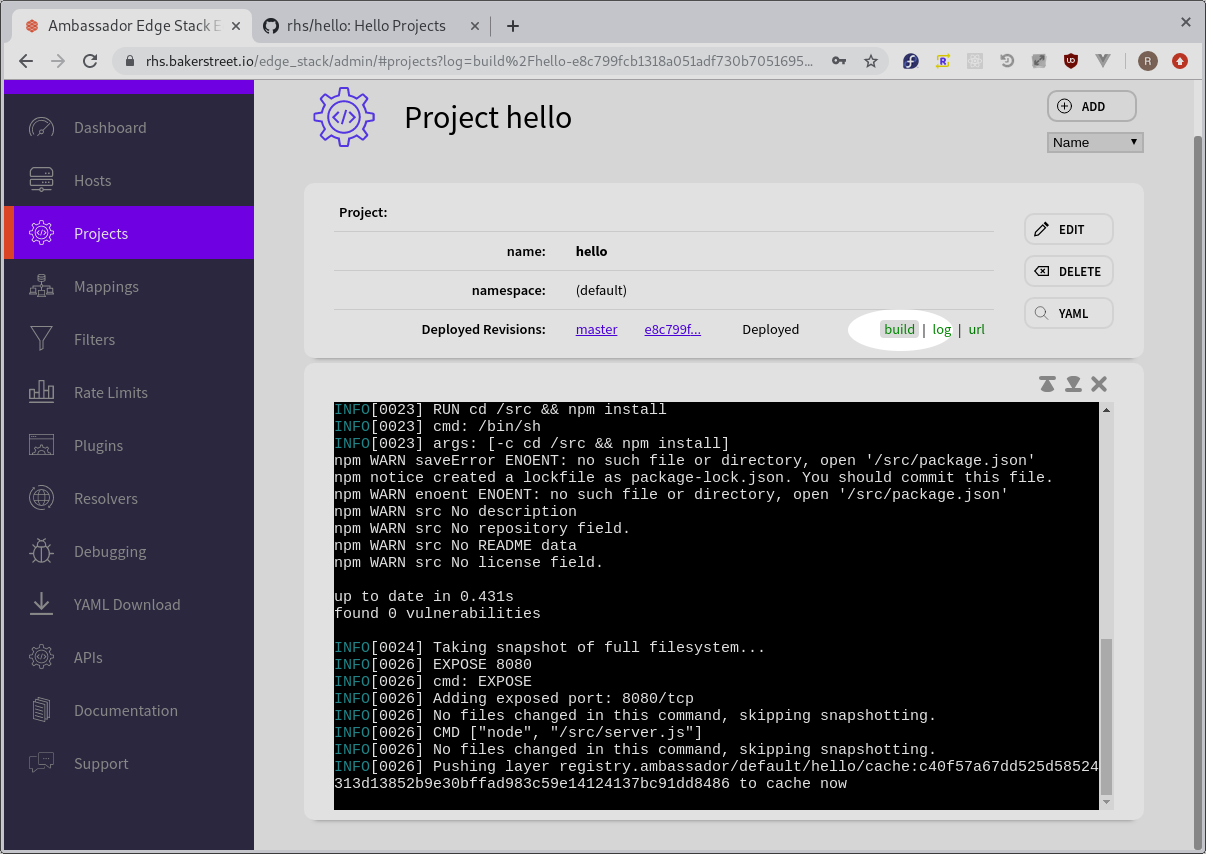 Ambassador Edge Stack E
rhs/hello: Hello Projects
rhs.bakerstreet.io/edge_stack/admin/#projects?log=build%2Fhello-e8c799fcb1318a051adf730b7051695...
R
UD
R
Dashboard
Hosts
Projects
Mappings
Filters
Rate Limits
Plugins
Resolvers
Debugging
YAML Download
APIs
Documentation
Support
Project hello
ADD
Name
Project:
name: hello
namespace: (default)
Deployed Revisions: master e8c799f... Deployed build | log | url
EDIT
DELETE
YAML
INFO[0023] RUN cd /src && npm install
INFO[0023] cmd: /bin/sh
INFO[0023] args: [-c cd /src && npm install]
npm WARN saveError ENOENT: no such file or directory, open '/src/package.json'
npm notice created a lockfile as package-lock.json. You should commit this file.
npm WARN enoent ENOENT: no such file or directory, open '/src/package.json'
npm WARN src No description
npm WARN src No repository field.
npm WARN src No README data
npm WARN src No license field.
up to date in 0.431s
found 0 vulnerabilities
INFO[0024] Taking snapshot of full filesystem...
INFO[0026] EXPOSE 8080
INFO[0026] cmd: EXPOSE
INFO[0026] Adding exposed port: 8080/tcp
INFO[0026] No files changed in this command, skipping snapshotting.
INFO[0026] CMD ["node", "/src/server.js"]
INFO[0026] No files changed in this command, skipping snapshotting.
INFO[0026] Pushing layer registry.ambassador/default/hello/cache:c40f57a67dd525d58524
313d13852b9e30bffad983c59e14124137bc91dd8486 to cache now